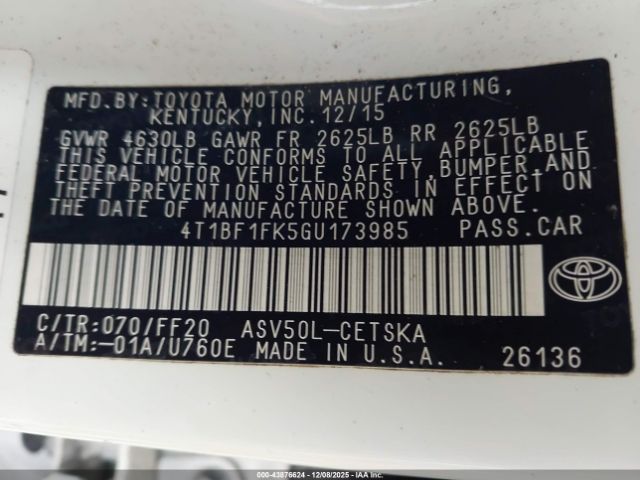 MFD.BY:TOYOTA MOTOR MANUFACTURING,
KENTUCKY,INC.12/15
GVWR 4630LB GAWR FR 2625LB RR 2625LB
THIS VEHICLE CONFORMS TO ALL APPLICABLE
FEDERAL MOTOR VEHICLE SAFETY,BUMPER,AND
THEFT PREVENTION STANDARDS IN EFFECT ON
THE DATE OF MANUFACTURE SHOWN ABOVE.
4T1BF1FK5GU173985 PASS.CAR
C/TR:070/FF20 ASV50L-CETSKA
A/TM:-01A/U760E MADE IN U.S.A. 26136
000-43876624 - 12/08/2025 - IAAI.COM